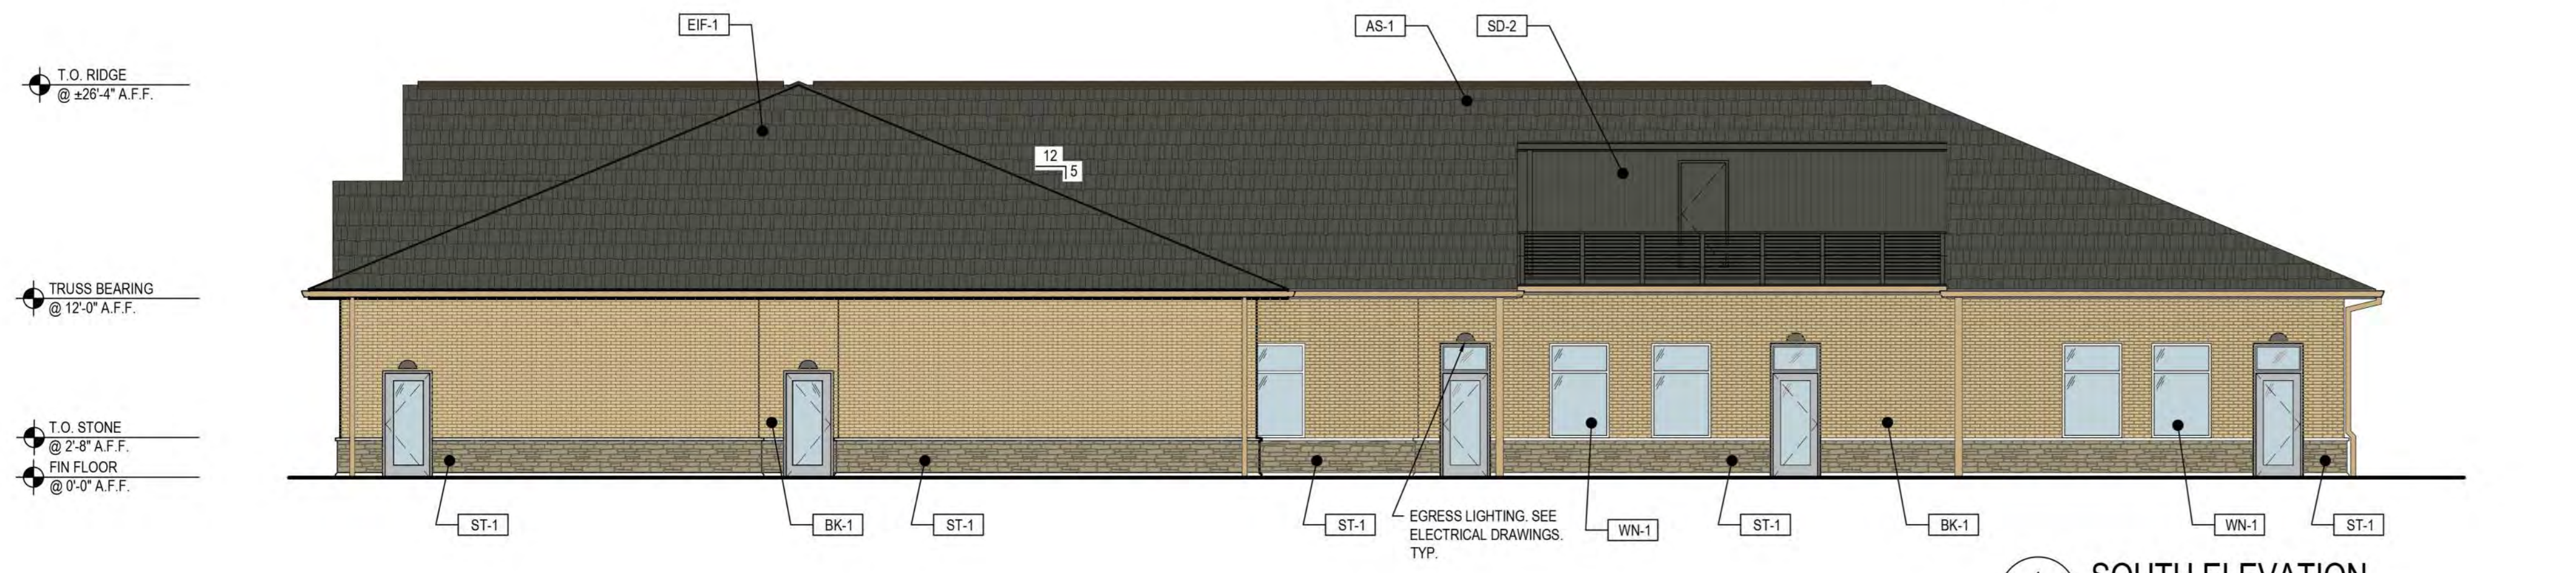 EIF-1
AS-1
SD-2
T.O. RIDGE
@ ±26'-4" A.F.F.
12
5
TRUSS BEARING
@ 12'-0" A.F.F.
T.O. STONE
@ 2'-8" A.F.F.
FIN FLOOR
@ 0'-0" A.F.F.
ST-1
BK-1
ST-1
ST-1
EGRESS LIGHTING. SEE
ELECTRICAL DRAWINGS.
TYP.
WN-1
ST-1
BK-1
WN-1
ST-1
SOUTH ELEVATION